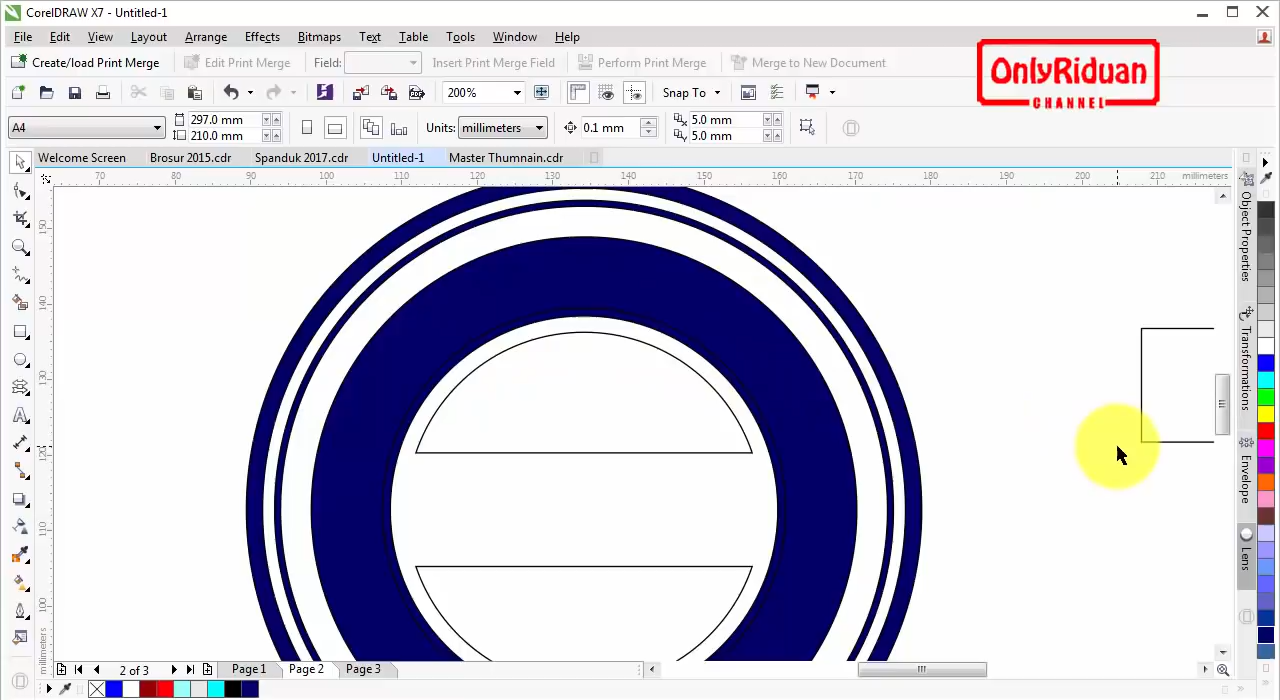 CorelDRAW X7 - Untitled-1
File Edit View Layout Arrange Effects Bitmaps Text Table Tools Window Help
Create/load Print Merge Edit Print Merge Field: Insert Print Merge Field Perform Print Merge Merge to New Document
OnlyRiduan
CHANNEL
200% Snap To
A4 297.0 mm 210.0 mm Units: millimeters 0.1 mm 5.0 mm 5.0 mm
Welcome Screen Brosur 2015.cdr Spanduk 2017.cdr Untitled-1 Master Thumnain.cdr
70 80 90 100 110 120 130 140 150 160 170 180 190 200 210 millimeters
150
140
130
120
110
100
millimeters
Object Properties
Transformations
Envelope
Lens
2 of 3 Page 1 Page 2 Page 3